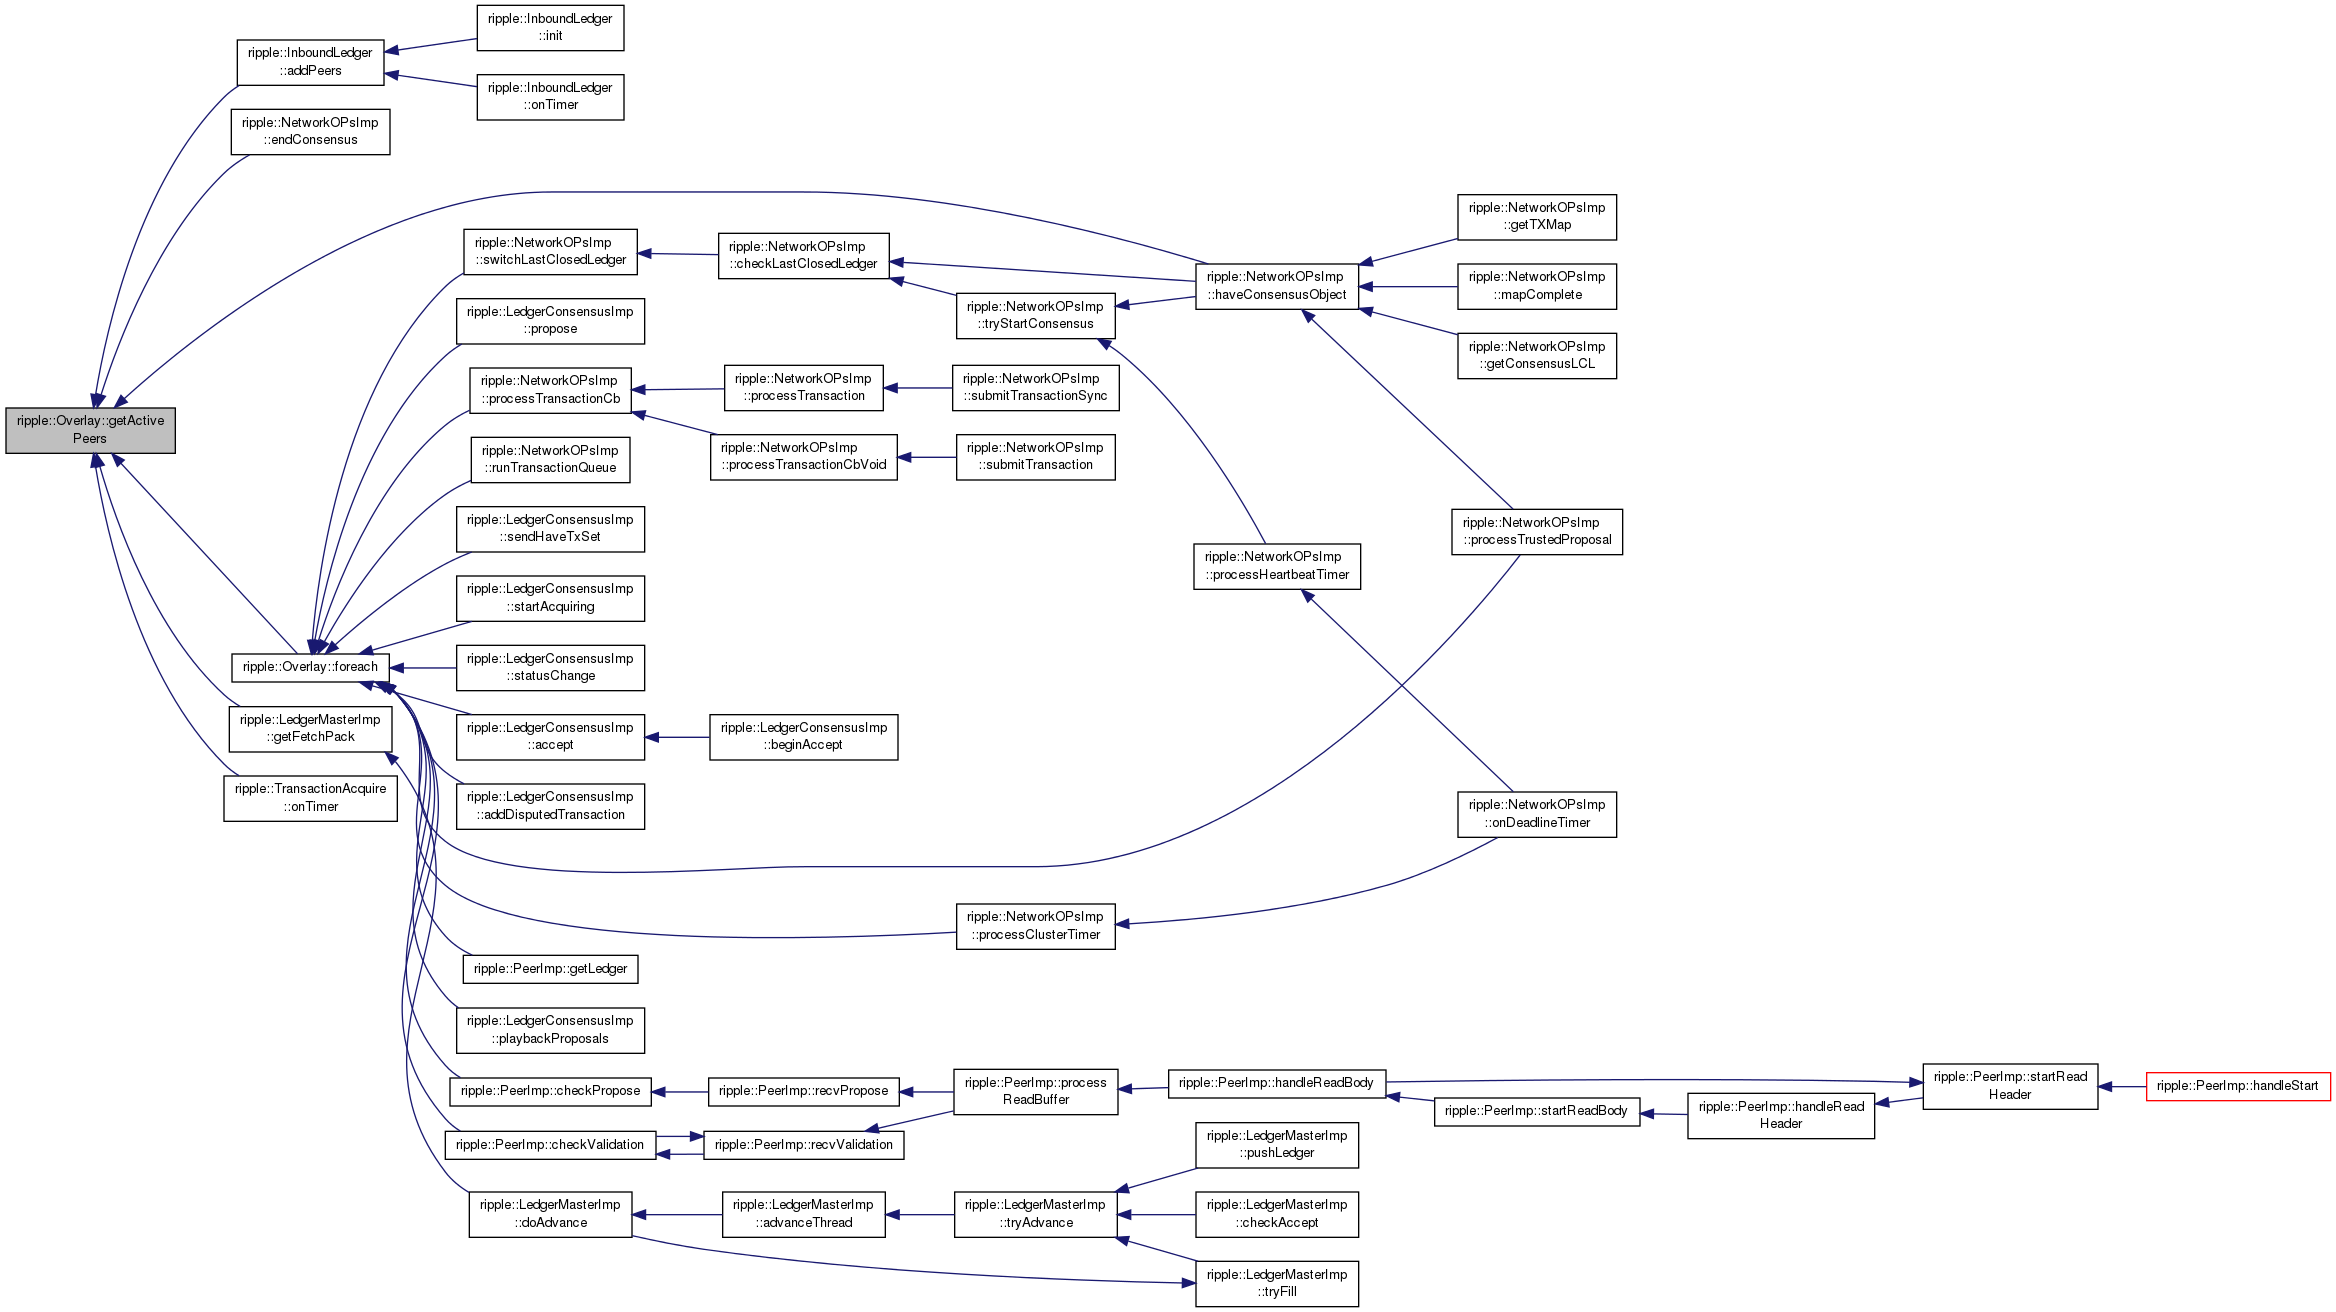 ripple::InboundLedger
::init
ripple::InboundLedger
::addPeers
ripple::InboundLedger
::onTimer
ripple::NetworkOPsImp
::endConsensus
ripple::NetworkOPsImp
::getTXMap
ripple::NetworkOPsImp
::switchLastClosedLedger
ripple::NetworkOPsImp
::checkLastClosedLedger
ripple::NetworkOPsImp
::haveConsensusObject
ripple::NetworkOPsImp
::mapComplete
ripple::LedgerConsensusImp
::propose
ripple::NetworkOPsImp
::tryStartConsensus
ripple::NetworkOPsImp
::getConsensusLCL
ripple::NetworkOPsImp
::processTransactionCb
ripple::NetworkOPsImp
::processTransaction
ripple::NetworkOPsImp
::submitTransactionSync
ripple::Overlay::getActive
Peers
ripple::NetworkOPsImp
::runTransactionQueue
ripple::NetworkOPsImp
::processTransactionCbVoid
ripple::NetworkOPsImp
::submitTransaction
ripple::LedgerConsensusImp
::sendHaveTxSet
ripple::NetworkOPsImp
::processTrustedProposal
ripple::NetworkOPsImp
::processHeartbeatTimer
ripple::LedgerConsensusImp
::startAcquiring
ripple::Overlay::foreach
ripple::LedgerConsensusImp
::statusChange
ripple::LedgerMasterImp
::getFetchPack
ripple::LedgerConsensusImp
::accept
ripple::LedgerConsensusImp
::beginAccept
ripple::TransactionAcquire
::onTimer
ripple::LedgerConsensusImp
::addDisputedTransaction
ripple::NetworkOPsImp
::onDeadlineTimer
ripple::NetworkOPsImp
::processClusterTimer
ripple::PeerImp::getLedger
ripple::LedgerConsensusImp
::playbackProposals
ripple::PeerImp::checkPropose
ripple::PeerImp::recvPropose
ripple::PeerImp::process
ReadBuffer
ripple::PeerImp::handleReadBody
ripple::PeerImp::startReadBody
ripple::PeerImp::handleRead
Header
ripple::PeerImp::startRead
Header
ripple::PeerImp::handleStart
ripple::PeerImp::checkValidation
ripple::PeerImp::recvValidation
ripple::LedgerMasterImp
::pushLedger
ripple::LedgerMasterImp
::doAdvance
ripple::LedgerMasterImp
::advanceThread
ripple::LedgerMasterImp
::tryAdvance
ripple::LedgerMasterImp
::checkAccept
ripple::LedgerMasterImp
::tryFill